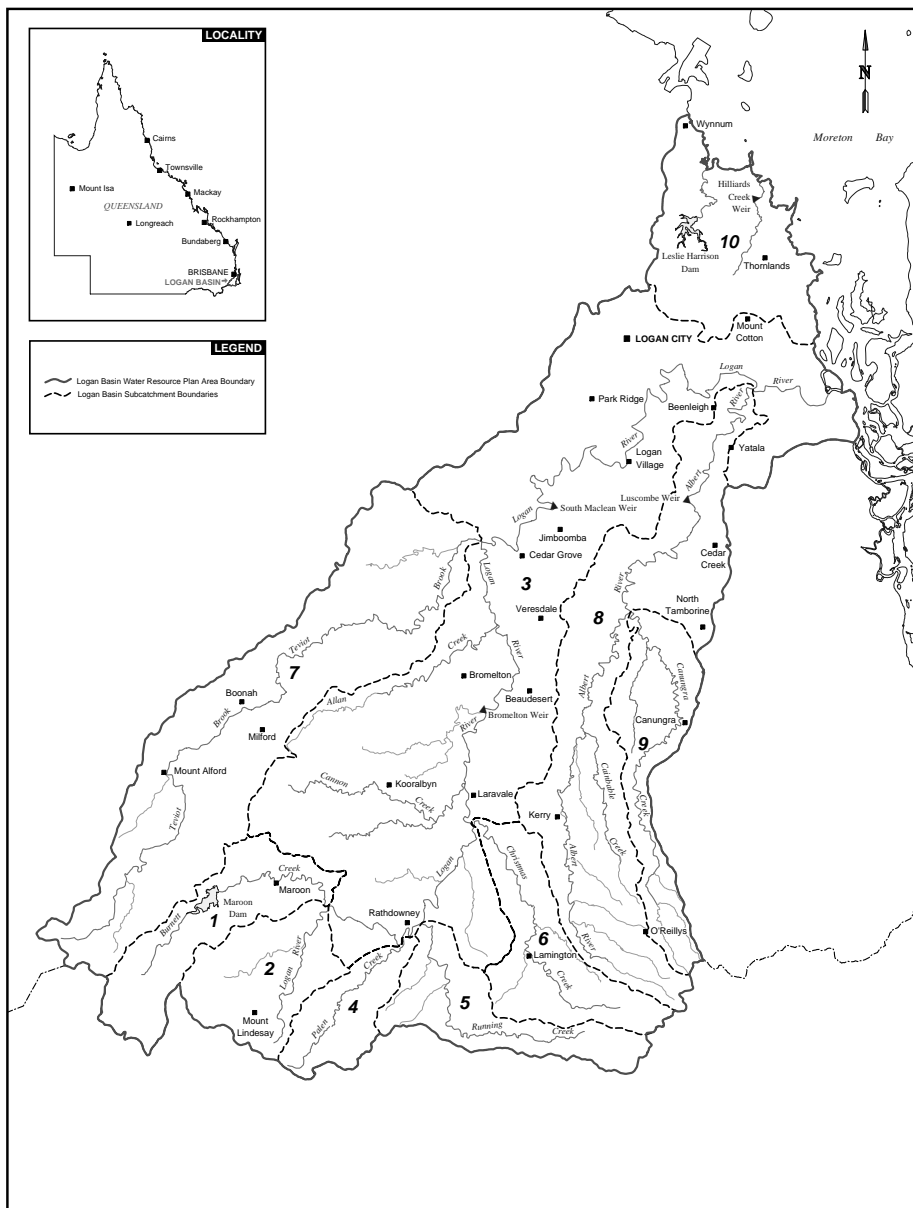 LOCALITY
Cairns
Townsville
Mount Isa
Mackay
QUEENSLAND
Longreach
Rockhampton
Bundaberg
BRISBANE
LOGAN BASIN
LEGEND
Logan Basin Water Resource Plan Area Boundary
Logan Basin Subcatchment Boundaries
N
Moreton Bay
Wynnum
Hilliards
Creek
Weir
10
Leslie Harrison
Dam
Thornlands
Mount
Cotton
LOGAN CITY
Logan
River
Park Ridge
Beenleigh
River
River
Logan
Village
Yatala
Albert
Luscombe Weir
Logan
South Maclean Weir
Jimboomba
Cedar Grove
Cedar
Creek
Brook
Logan
3
River
North
Tamborine
Veresdale
8
Teviot
Creek
River
7
Bromelton
Canungra
Boonah
Allan
Beaudesert
Albert
Brook
River
Bromelton Weir
Canungra
Milford
9
Mount Alford
Cannon
Kooralbyn
Cainbable
Laravale
Creek
Creek
Teviot
Kerry
Creek
Albert
Logan
Christmas
Creek
Maroon
Maroon
Dam
1
Burnett
Rathdowney
River
6
O'Reillys
2
Logan
Creek
Lamington
River
Creek
4
5
Mount
Lindesay
Palen
Running
Creek